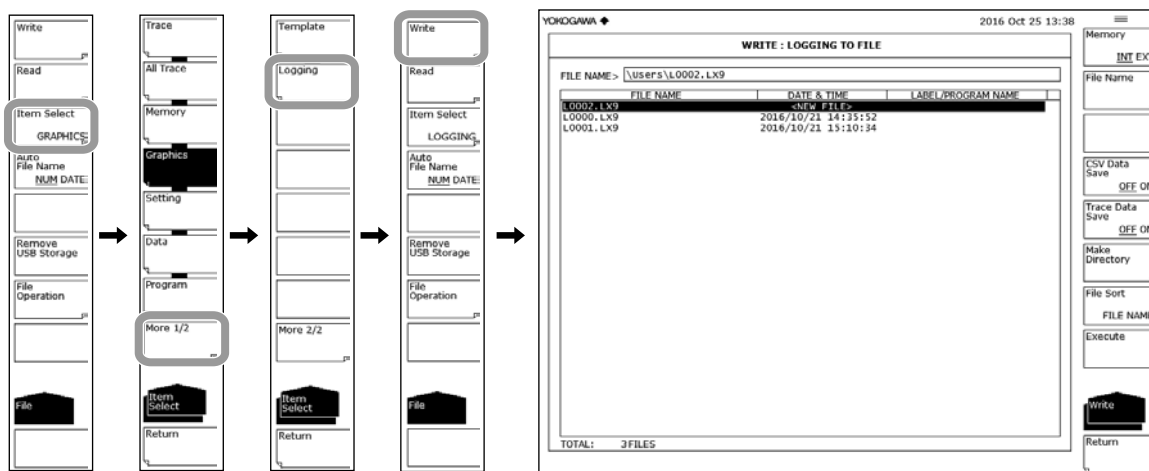 Write
Read
Item Select
GRAPHICS
Auto
File Name
NUM DATE
Remove
USB Storage
File
Operation
File
Trace
All Trace
Memory
Graphics
Setting
Data
Program
More 1/2
Item
Select
Return
Template
Logging
More 2/2
Item
Select
Return
Write
Read
Item Select
LOGGING
Auto
File Name
NUM DATE
Remove
USB Storage
File
Operation
File
YOKOGAWA
2016 Oct 25 13:38
WRITE : LOGGING TO FILE
FILE NAME> \Users\L0002.LX9
FILE NAME DATE & TIME LABEL/PROGRAM NAME
L0002.LX9 <NEW FILE>
L0000.LX9 2016/10/21 14:35:52
L0001.LX9 2016/10/21 15:10:34
TOTAL: 3FILES
Memory
INT EX
File Name
CSV Data
Save
OFF O
Trace Data
Save
OFF O
Make
Directory
File Sort
FILE NAM
Execute
Write
Return